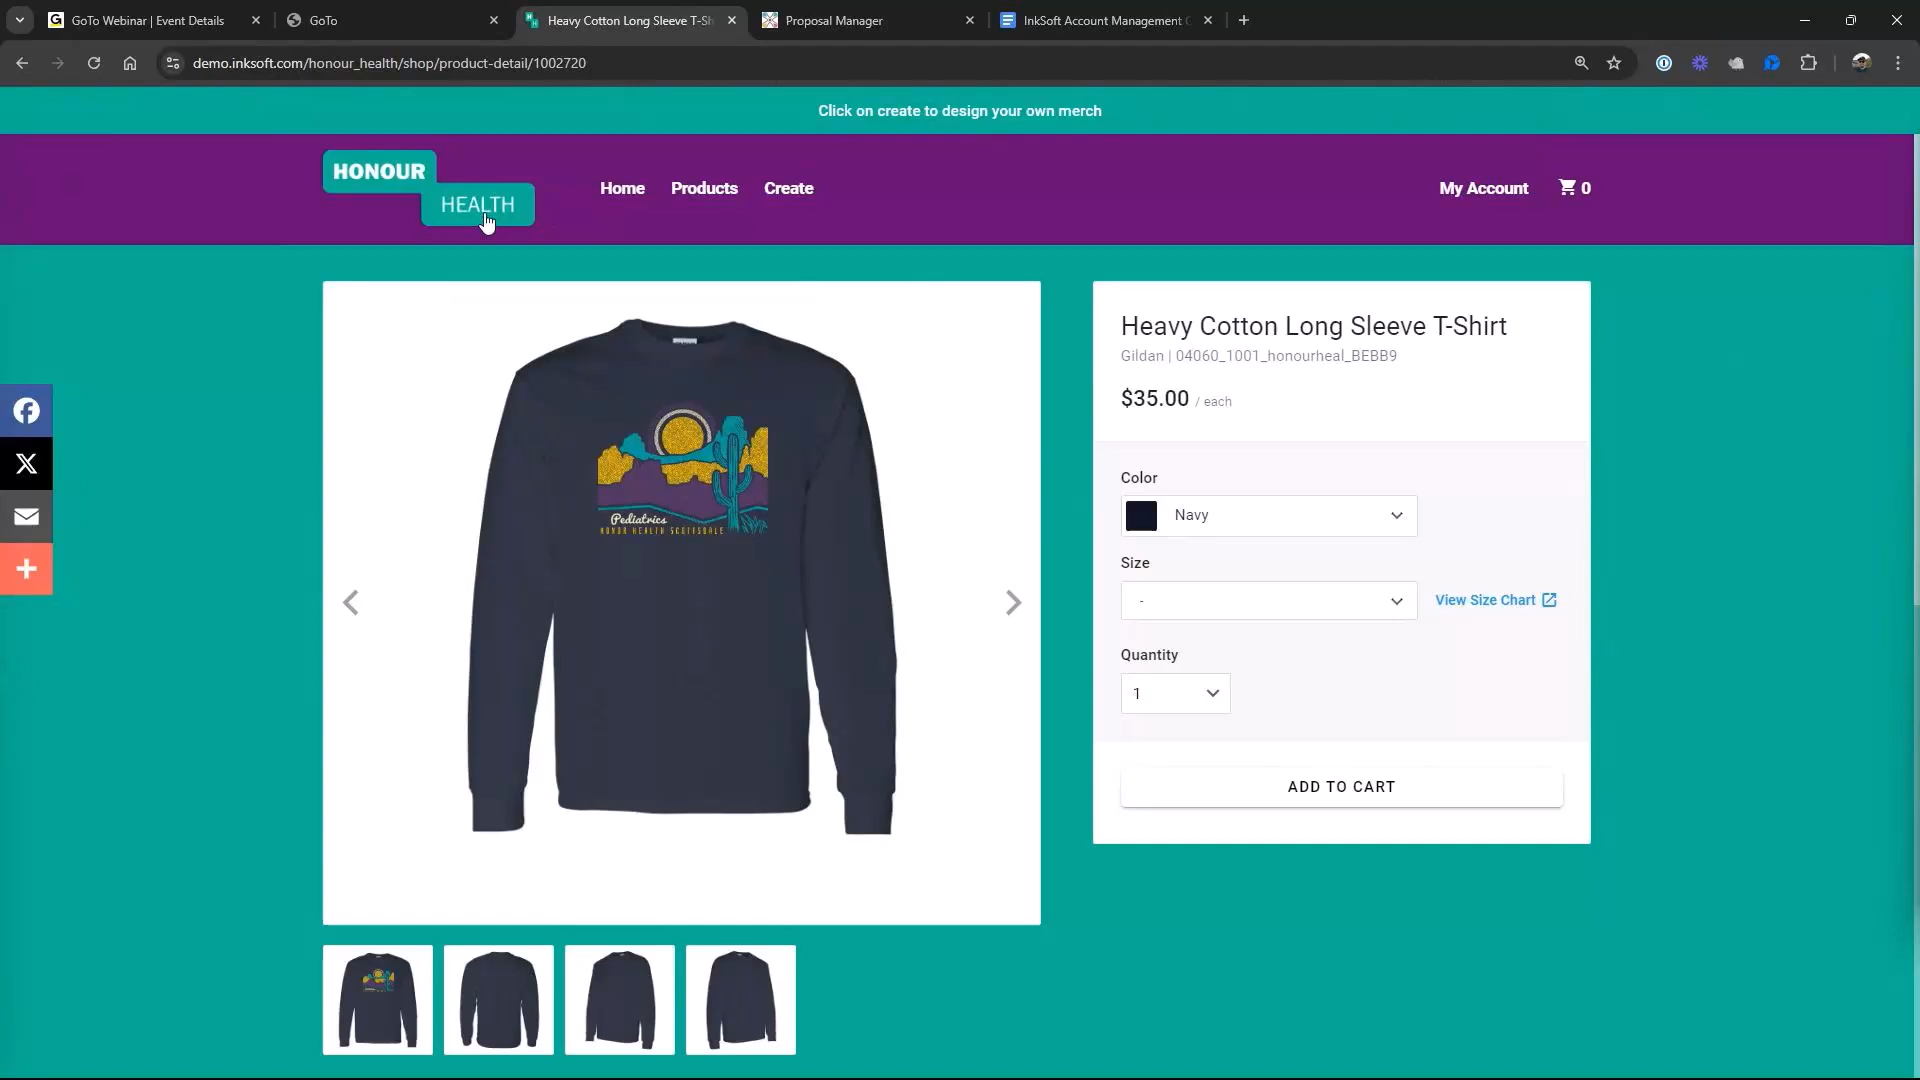 GoTo Webinar | Event Details
GoTo
Heavy Cotton Long Sleeve T-Sh
Proposal Manager
InkSoft Account Management
demo.inksoft.com/honour_health/shop/product-detail/1002720
Click on create to design your own merch
HONOUR
HEALTH
Home
Products
Create
My Account
0
Heavy Cotton Long Sleeve T-Shirt
Gildan | 04060_1001_honourheal_BEBB9
$35.00 / each
Color
Navy
Size
-
View Size Chart
Quantity
1
ADD TO CART
Pediatrics
HONOR HEALTH SCOTTSDALE